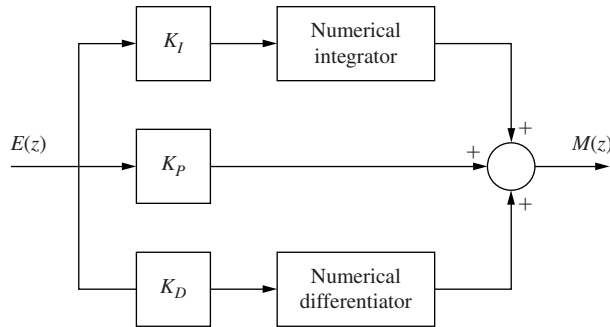 K_I
Numerical
integrator
+
E(z)
K_P
+
M(z)
+
K_D
Numerical
differentiator